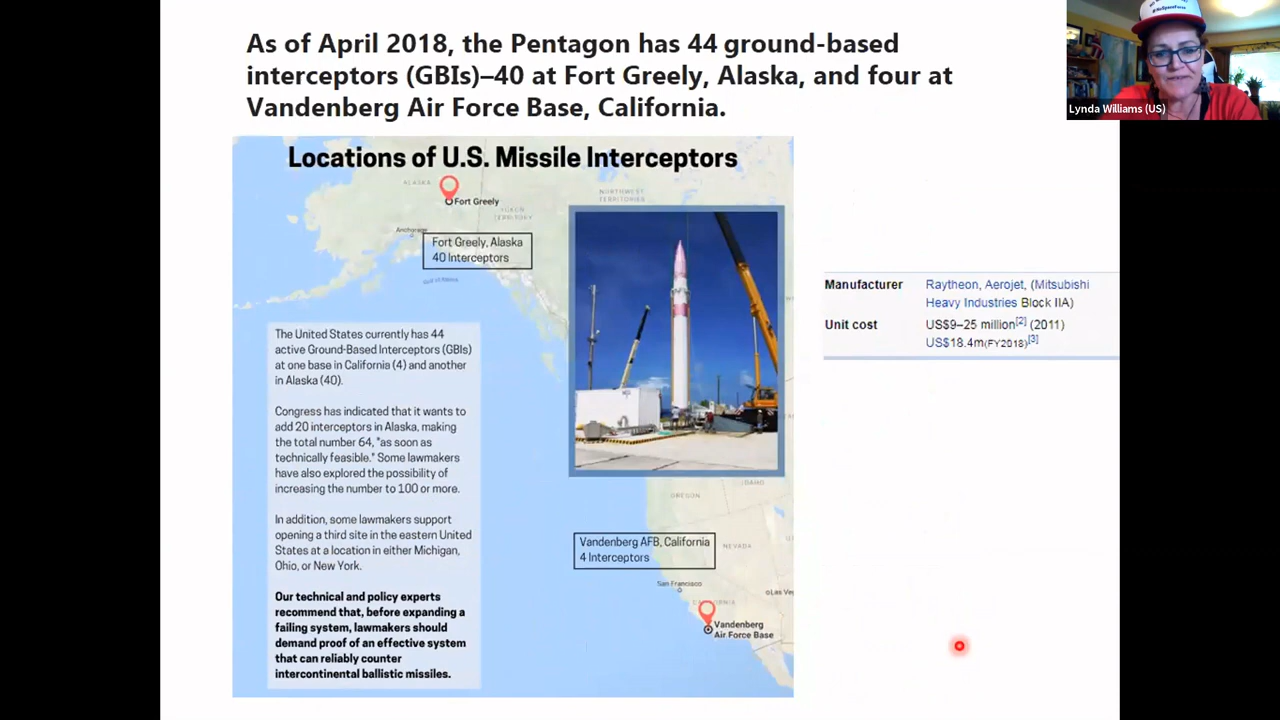 As of April 2018, the Pentagon has 44 ground-based
interceptors (GBIs)–40 at Fort Greely, Alaska, and four at
Vandenberg Air Force Base, California.
Lynda Williams (US)
Locations of U.S. Missile Interceptors
ALASKA
Fort Greely
YUKON
TERRITORY
NORTHWEST
TERRITORIES
Anchorage
Fort Greely, Alaska
40 Interceptors
Gulf of Alaska
The United States currently has 44
active Ground-Based Interceptors (GBIs)
at one base in California (4) and another
in Alaska (40).
Congress has indicated that it wants to
add 20 interceptors in Alaska, making
the total number 64, "as soon as
technically feasible." Some lawmakers
have also explored the possibility of
increasing the number to 100 or more.
In addition, some lawmakers support
opening a third site in the eastern United
States at a location in either Michigan,
Ohio, or New York.
Our technical and policy experts
recommend that, before expanding a
failing system, lawmakers should
demand proof of an effective system
that can reliably counter
intercontinental ballistic missiles.
IDAHO
OREGON
Vandenberg AFB, California
4 Interceptors
NEVADA
San Francisco
CALIFORNIA
Las Ve
Vandenberg
Air Force Base
Manufacturer Raytheon, Aerojet, (Mitsubishi
Heavy Industries Block IIA)
Unit cost US$9–25 million[2] (2011)
US$18.4m(FY2018)[3]